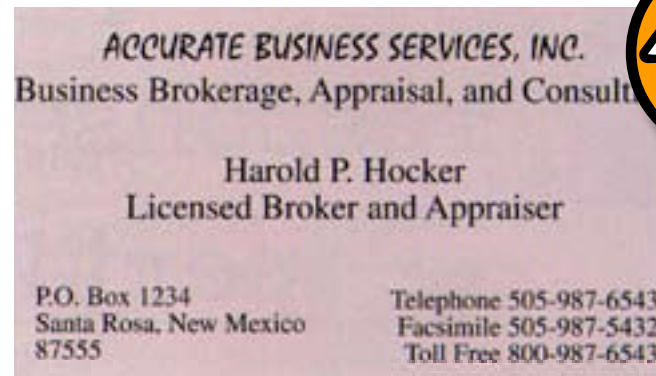 ACCURATE BUSINESS SERVICES, INC.
Business Brokerage, Appraisal, and
Harold P. Hocker
Licensed Broker and Appraiser
P.O. Box 1234
Santa Rosa, New Mexico
87555
Telephone 505-987-6543
Facsimile 505-987-5432
Toll Free 800-987-6543